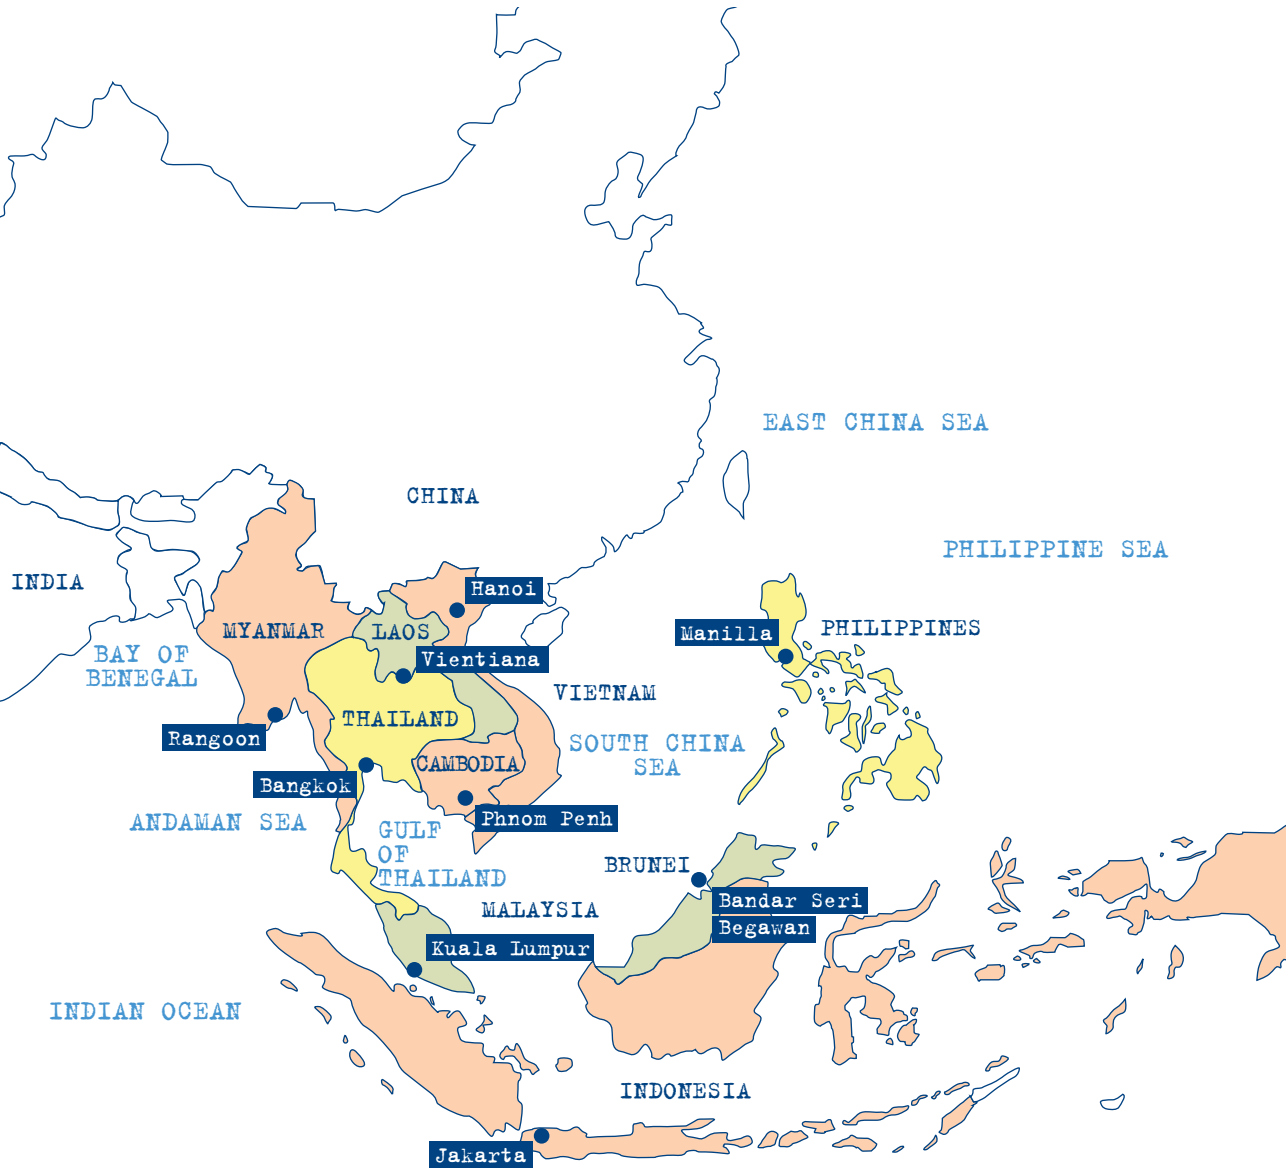 EAST CHINA SEA
CHINA
PHILIPPINE SEA
INDIA
Hanoi
MYANMAR
LAOS
Manilla
PHILIPPINES
BAY OF
BENEGAL
Vientiana
VIETNAM
THAILAND
Rangoon
SOUTH CHINA
SEA
CAMBODIA
Bangkok
Phnom Penh
ANDAMAN SEA
GULF
OF
THAILAND
BRUNEI
Bandar Seri
Begawan
MALAYSIA
Kuala Lumpur
INDIAN OCEAN
INDONESIA
Jakarta